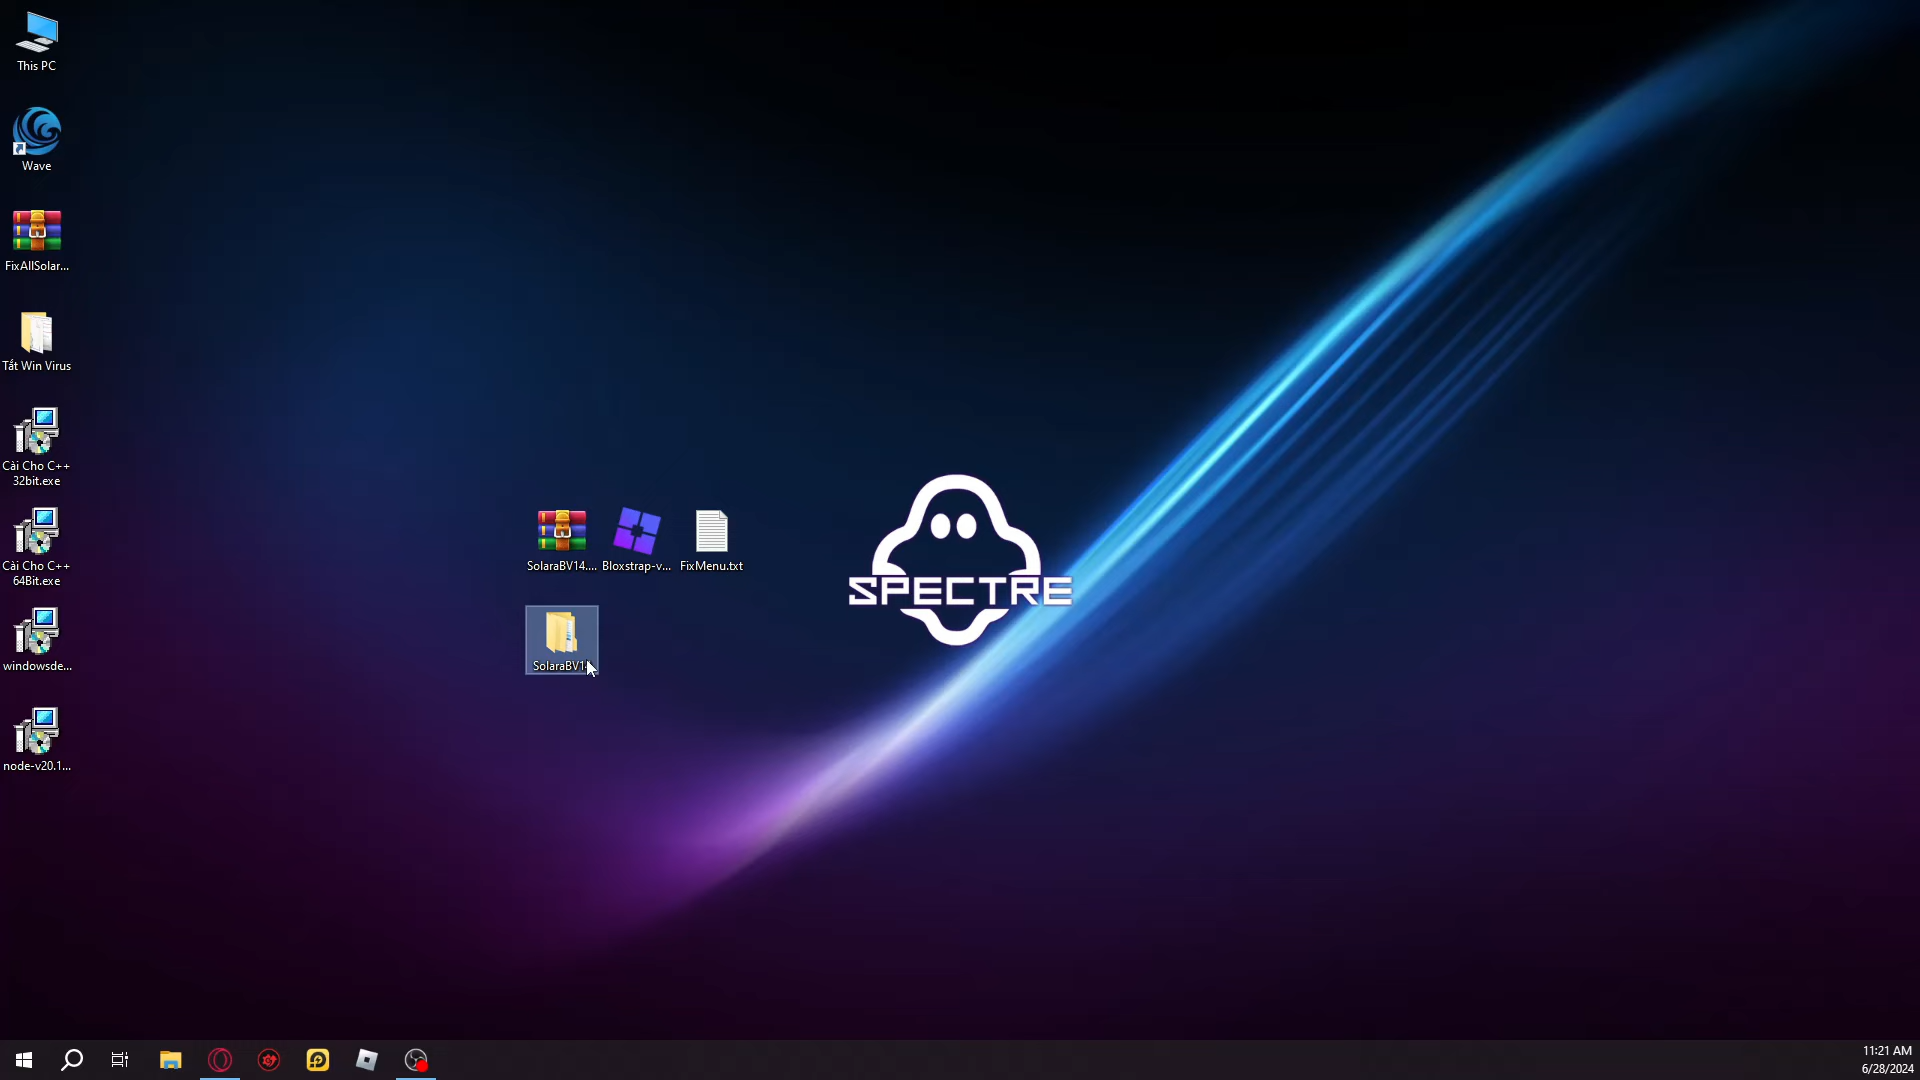 This PC
Wave
FixAllSolar...
Tắt Win Virus
Cài Cho C++
32bit.exe
Cài Cho C++
64Bit.exe
windowsde...
node-v20.1...
SolaraBV14....
Bloxstrap-v...
FixMenu.txt
SolaraBV14
SPECTRE
11:21 AM
6/28/2024